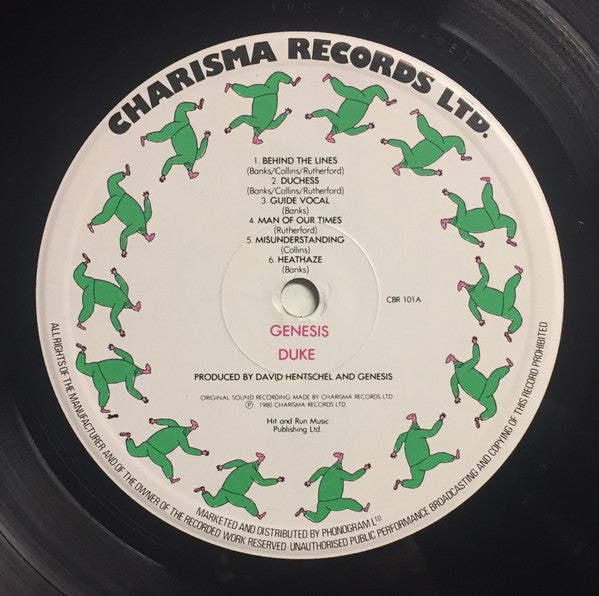 CHARISMA RECORDS LTD.
1. BEHIND THE LINES
(Banks/Collins/Rutherford)
2. DUCHESS
(Banks/Collins/Rutherford)
3. GUIDE VOCAL
(Banks)
4. MAN OF OUR TIMES
(Rutherford)
5. MISUNDERSTANDING
(Collins)
6. HEATHAZE
(Banks)
CBR 101A
GENESIS
DUKE
PRODUCED BY DAVID HENTSCHEL AND GENESIS
ORIGINAL SOUND RECORDING MADE BY CHARISMA RECORDS LTD
℗ 1980 CHARISMA RECORDS LTD
Hit and Run Music
Publishing Ltd.
MARKETED AND DISTRIBUTED BY PHONOGRAM LTD
ALL RIGHTS OF THE MANUFACTURER AND OF THE OWNER OF THE RECORDED WORK RESERVED · UNAUTHORISED PUBLIC PERFORMANCE BROADCASTING AND COPYING OF THIS RECORD PROHIBITED